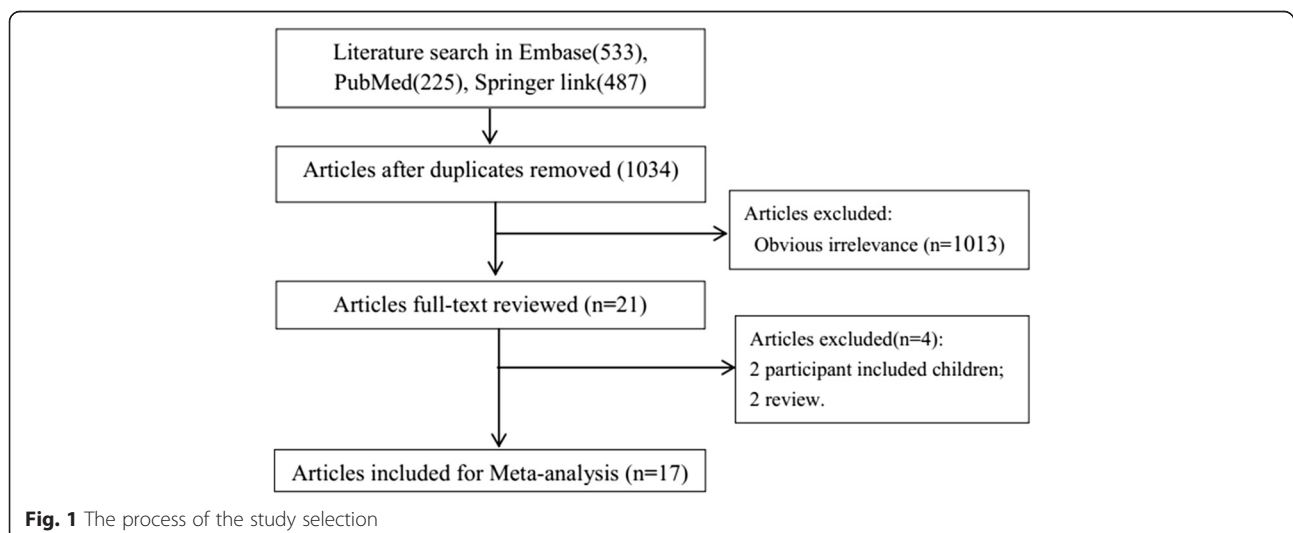 Literature search in Embase(533),
PubMed(225), Springer link(487)
Articles after duplicates removed (1034)
Articles excluded:
Obvious irrelevance (n=1013)
Articles full-text reviewed (n=21)
Articles excluded(n=4):
2 participant included children;
2 review.
Articles included for Meta-analysis (n=17)
Fig. 1 The process of the study selection